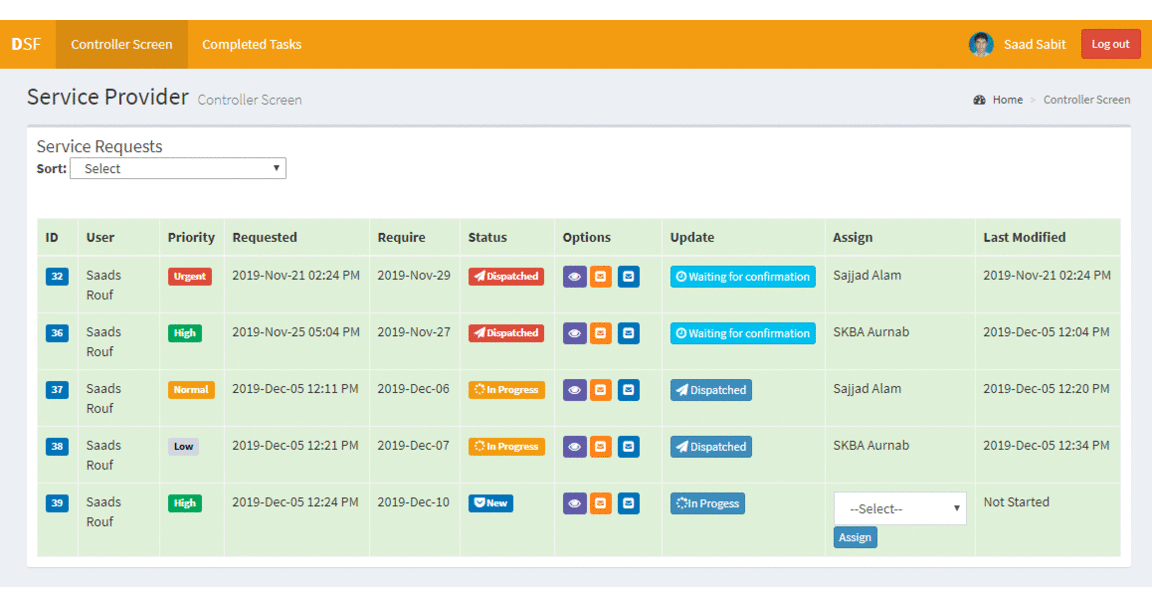 DSF Controller Screen Completed Tasks Saad Sabit Log out
Service Provider Controller Screen Home > Controller Screen
Service Requests
Sort: Select
ID User Priority Requested Require Status Options Update Assign Last Modified
32 Saads Urgent 2019-Nov-21 02:24 PM 2019-Nov-29 Dispatched Waiting for confirmation Sajjad Alam 2019-Nov-21 02:24 PM
Rouf
36 Saads High 2019-Nov-25 05:04 PM 2019-Nov-27 Dispatched Waiting for confirmation SKBA Aurnab 2019-Dec-05 12:04 PM
Rouf
37 Saads Normal 2019-Dec-05 12:11 PM 2019-Dec-06 In Progress Dispatched Sajjad Alam 2019-Dec-05 12:20 PM
Rouf
38 Saads Low 2019-Dec-05 12:21 PM 2019-Dec-07 In Progress Dispatched SKBA Aurnab 2019-Dec-05 12:34 PM
Rouf
39 Saads High 2019-Dec-05 12:24 PM 2019-Dec-10 New In Progess --Select-- Not Started
Rouf
Assign